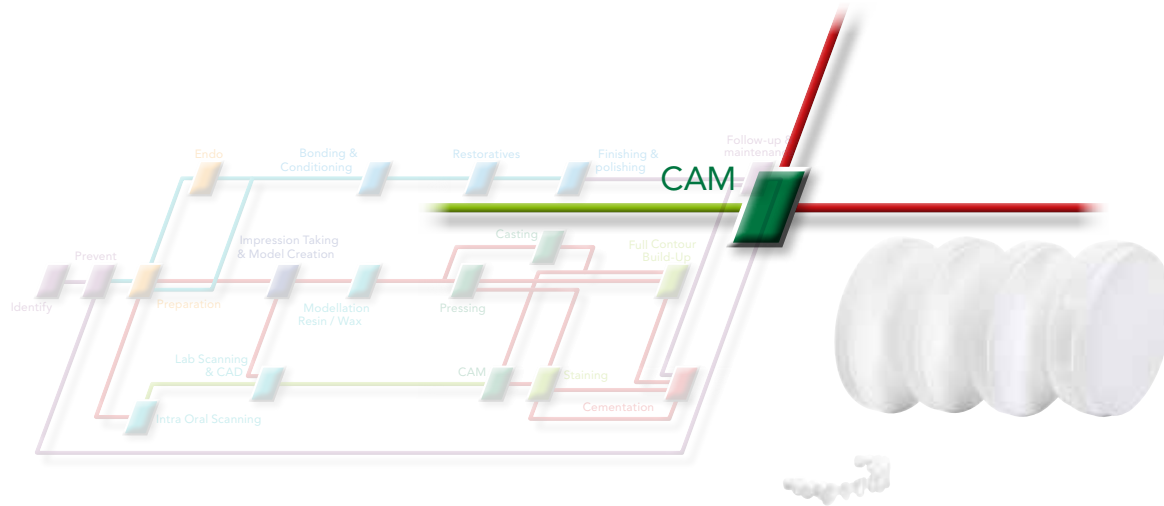 Endo
Bonding &
Conditioning
Restoratives
Finishing &
polishing
Follow-up
maintenan
CAM
Impression Taking
& Model Creation
Casting
Full Contour
Build-Up
Prevent
Identify
Preparation
Modellation
Resin / Wax
Pressing
Lab Scanning
& CAD
CAM
Staining
Cementation
Intra Oral Scanning